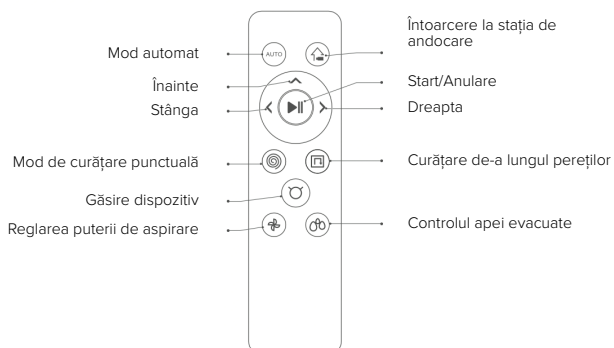 Întoarcere la stația de
andocare
Mod automat
AUTO
Înainte
Start/Anulare
Stânga
Dreapta
Mod de curățare punctuală
Curățare de-a lungul pereților
Găsire dispozitiv
Reglarea puterii de aspirare
Controlul apei evacuate